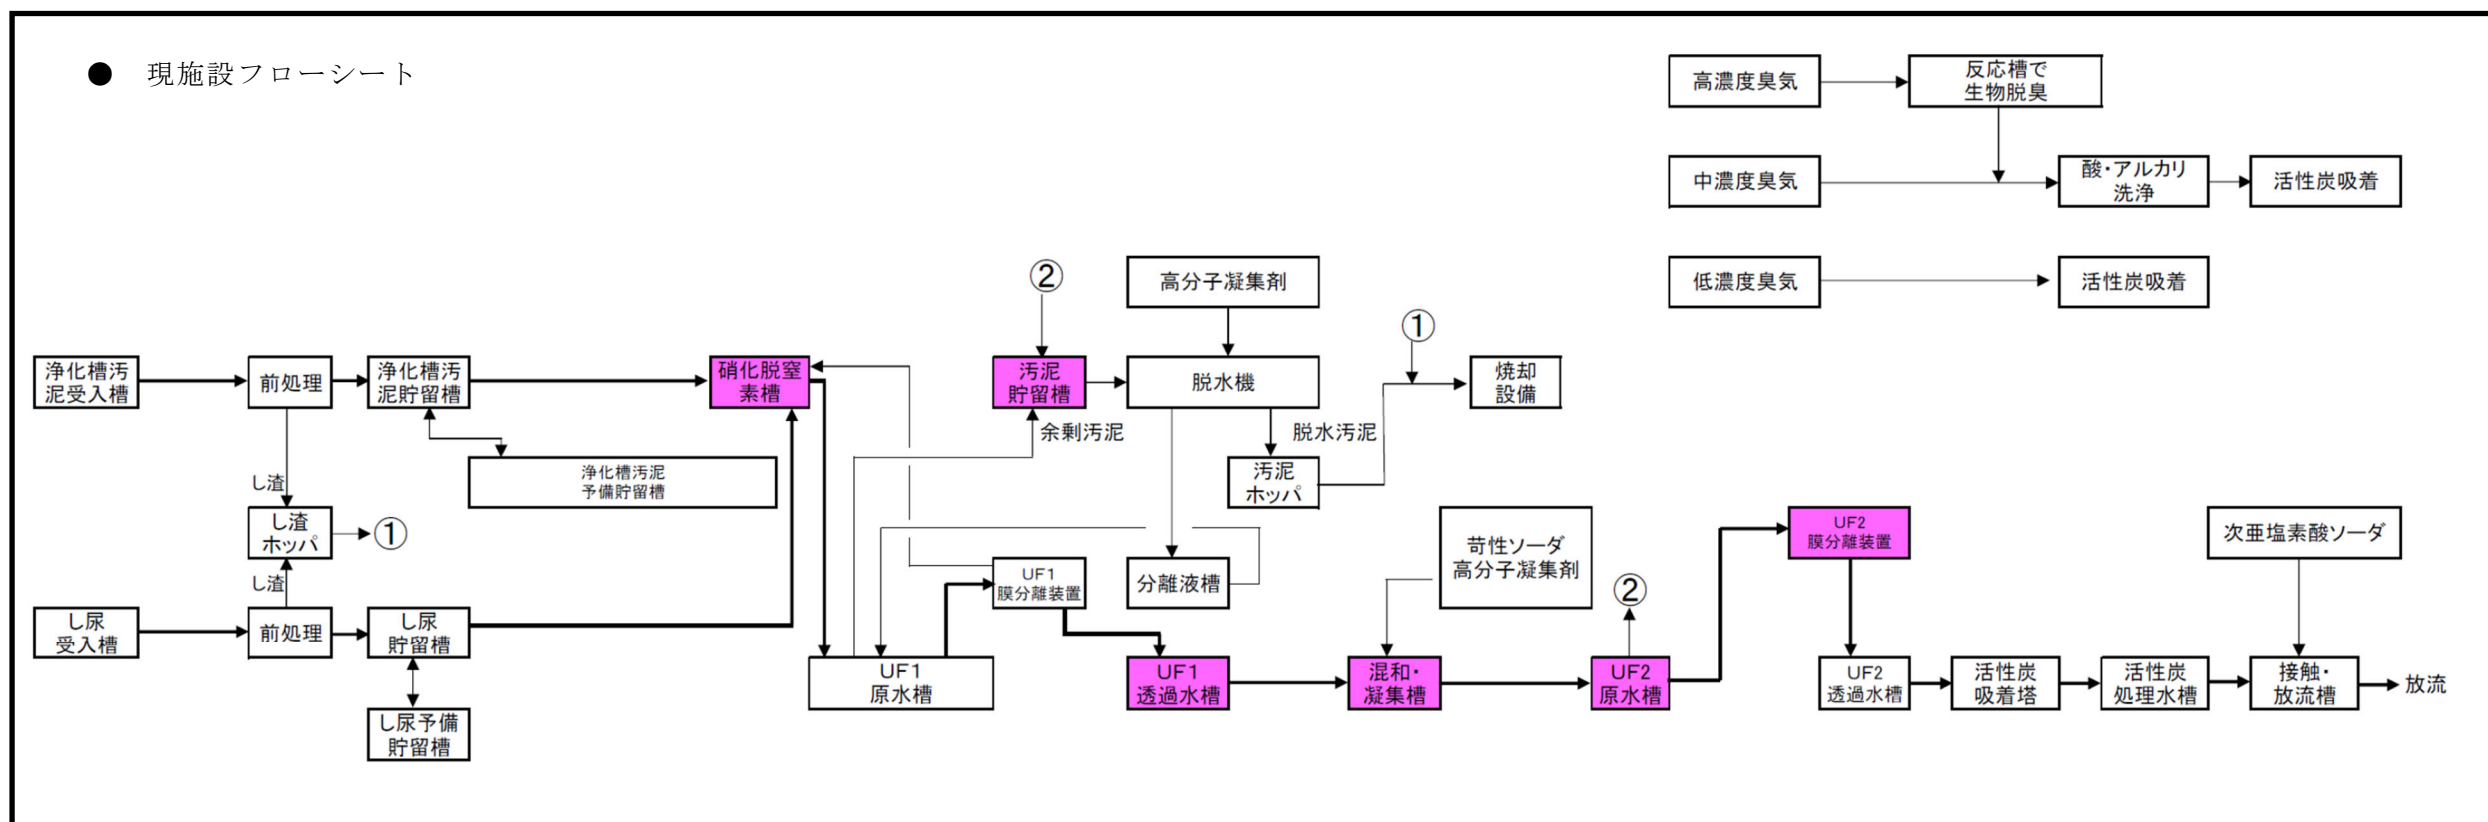 ● 現施設フローシート
高濃度臭気
反応槽で
生物脱臭
中濃度臭気
酸・アルカリ
洗浄
活性炭吸着
低濃度臭気
活性炭吸着
②
高分子凝集剤
①
浄化槽汚
泥受入槽
前処理
浄化槽汚
泥貯留槽
硝化脱窒
素槽
汚泥
貯留槽
脱水機
焼却
設備
余剰汚泥
脱水汚泥
浄化槽汚泥
予備貯留槽
汚泥
ホッパ
し渣
し渣
ホッパ
①
し渣
UF1
膜分離装置
分離液槽
苛性ソーダ
高分子凝集剤
②
UF2
膜分離装置
次亜塩素酸ソーダ
し尿
受入槽
前処理
し尿
貯留槽
し尿予備
貯留槽
UF1
原水槽
UF1
透過水槽
混和・
凝集槽
UF2
原水槽
UF2
透過水槽
活性炭
吸着塔
活性炭
処理水槽
接触・
放流槽
放流